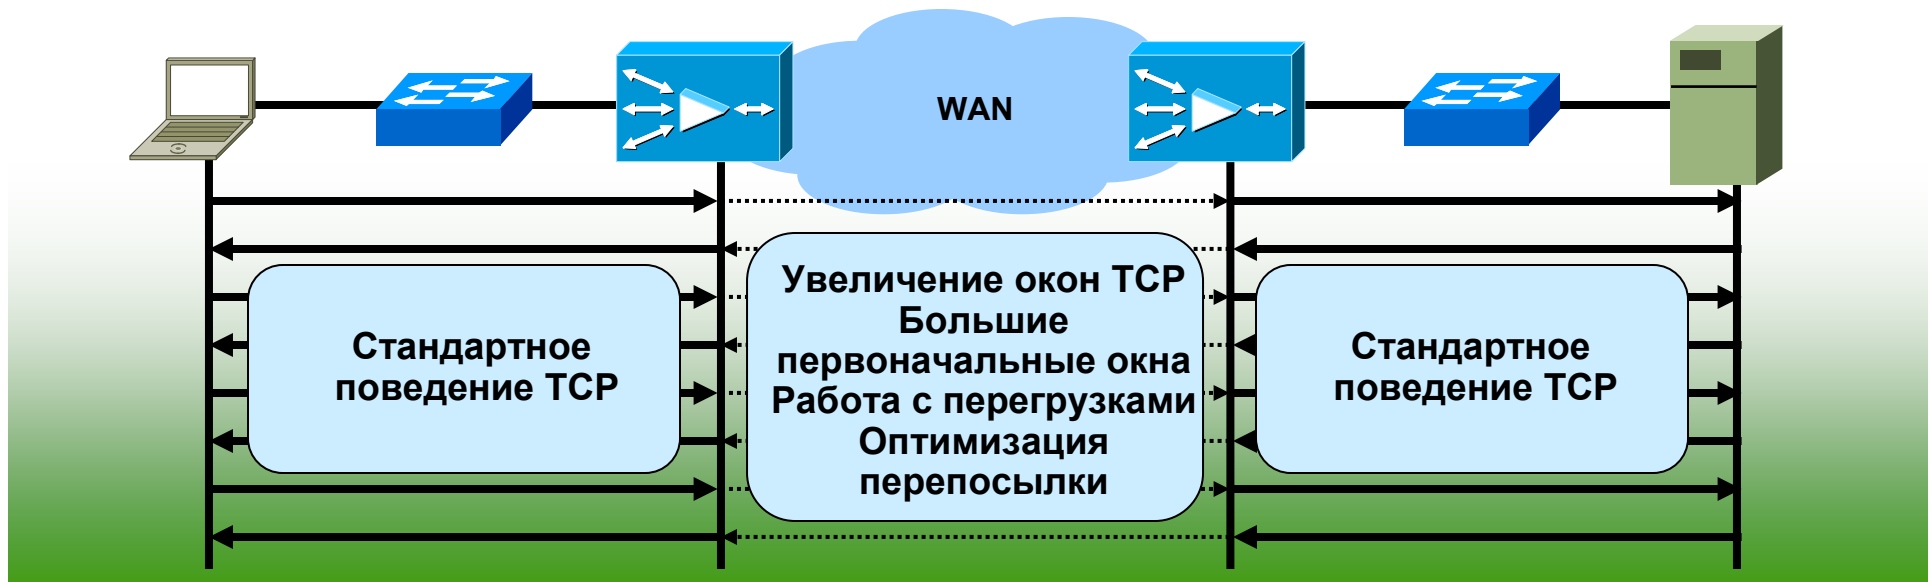 WAN
Стандартное
поведение TCP
Увеличение окон TCP
Большие
первоначальные окна
Работа с перегрузками
Оптимизация
перепосылки
Стандартное
поведение TCP